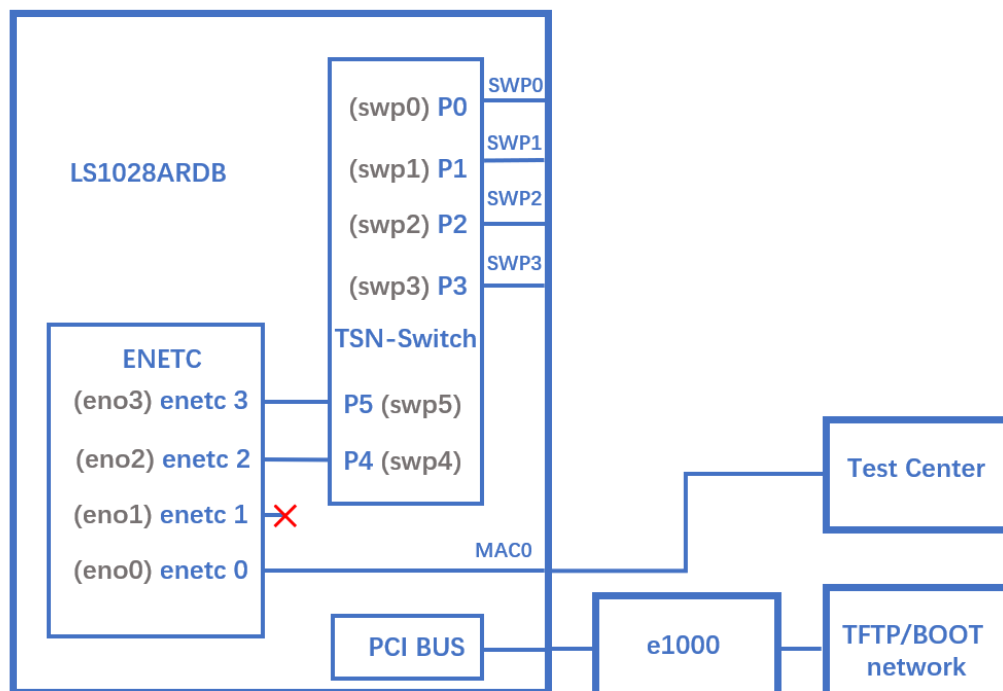 SWP0
(swp0) P0
SWP1
(swp1) P1
LS1028ARDB
SWP2
(swp2) P2
SWP3
(swp3) P3
TSN-Switch
ENETC
(eno3) enetc 3
P5 (swp5)
(eno2) enetc 2
P4 (swp4)
(eno1) enetc 1
MAC0
(eno0) enetc 0
Test Center
PCI BUS
e1000
TFTP/BOOT
network